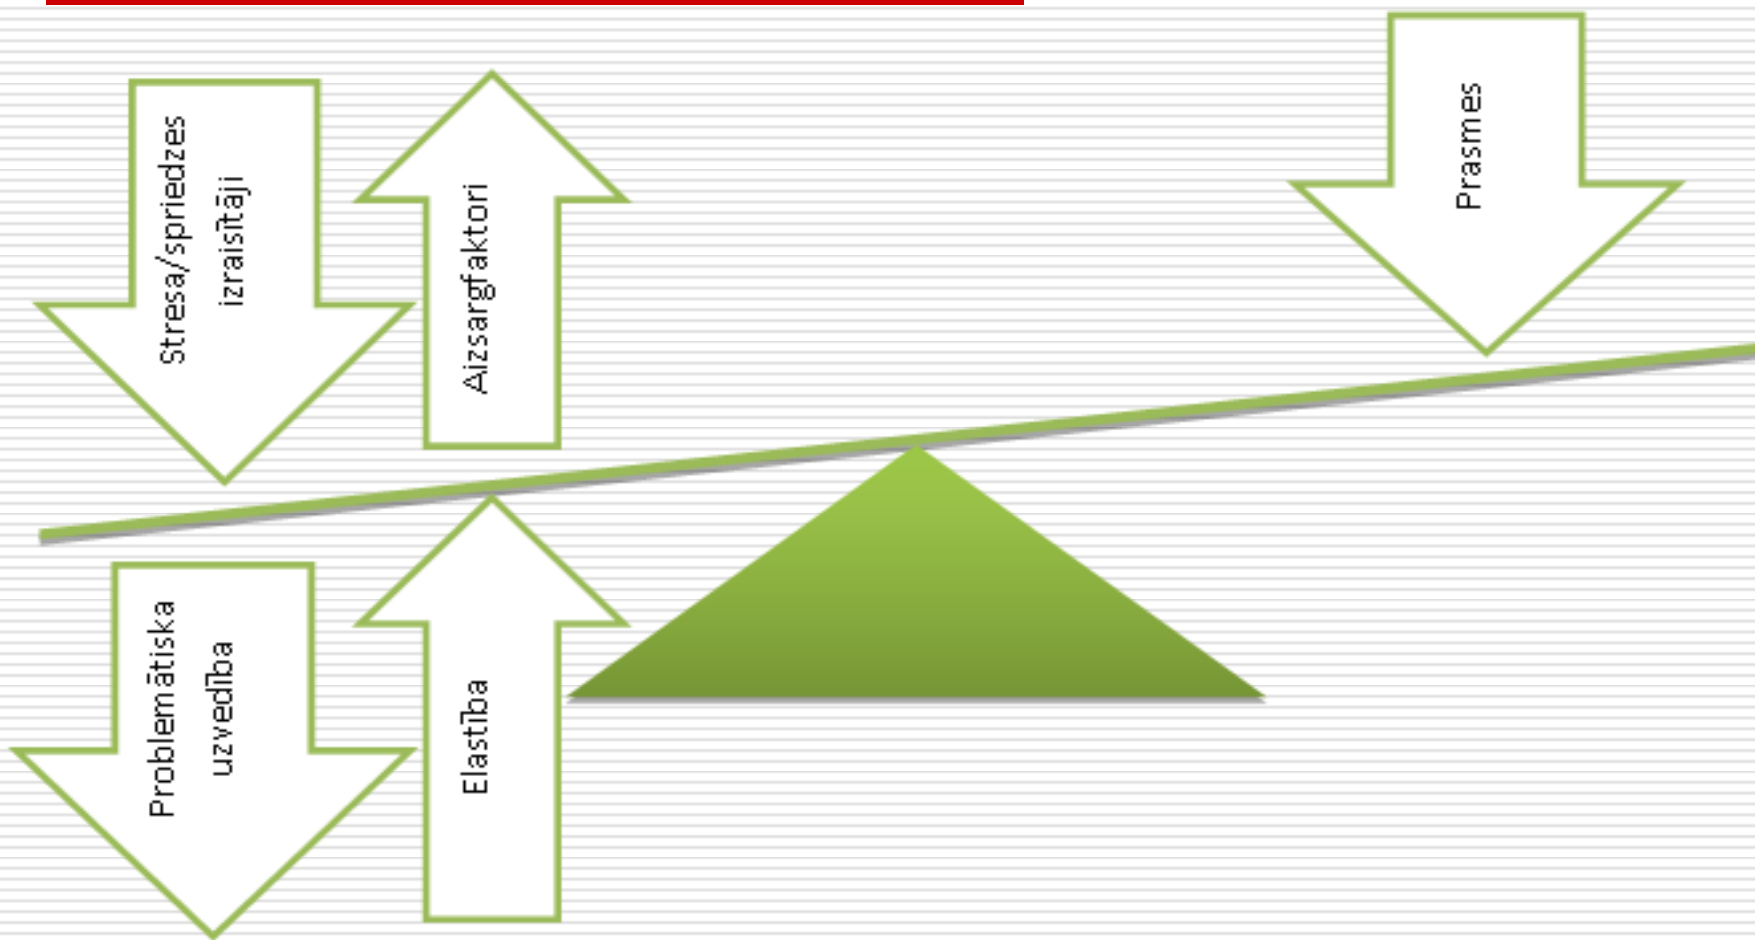 Stresa/spriedzes
izraisītāji
Aizsargfaktori
Prasmes
Problemātiska
uzvedība
Elastība